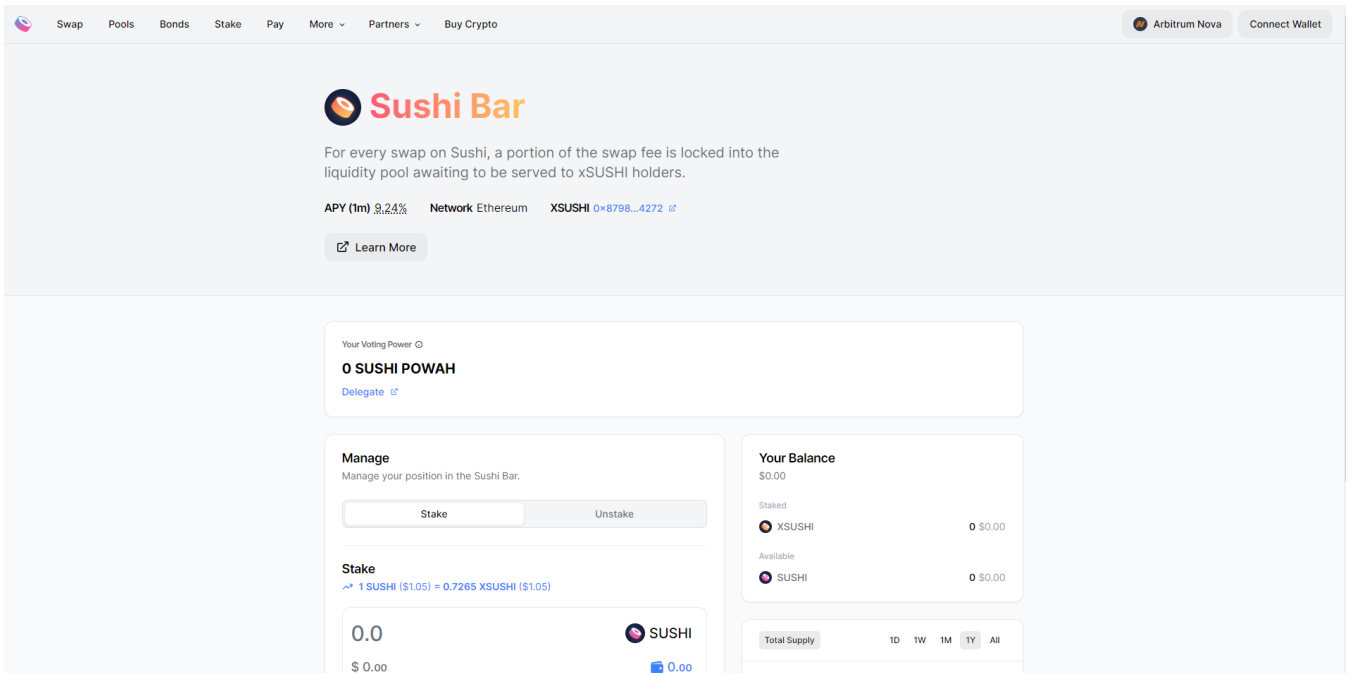 Swap Pools Bonds Stake Pay More Partners Buy Crypto Arbitrum Nova Connect Wallet
Sushi Bar
For every swap on Sushi, a portion of the swap fee is locked into the
liquidity pool awaiting to be served to xSUSHI holders.
APY (1m) 9.24% Network Ethereum XSUSHI 0x8798...4272
Learn More
Your Voting Power
0 SUSHI POWAH
Delegate
Manage
Manage your position in the Sushi Bar.
Stake Unstake
Stake
1 SUSHI ($1.05) = 0.7265 XSUSHI ($1.05)
0.0 SUSHI
$ 0.00 0.00
Your Balance
$0.00
Staked
XSUSHI 0 $0.00
Available
SUSHI 0 $0.00
Total Supply 1D 1W 1M 1Y All